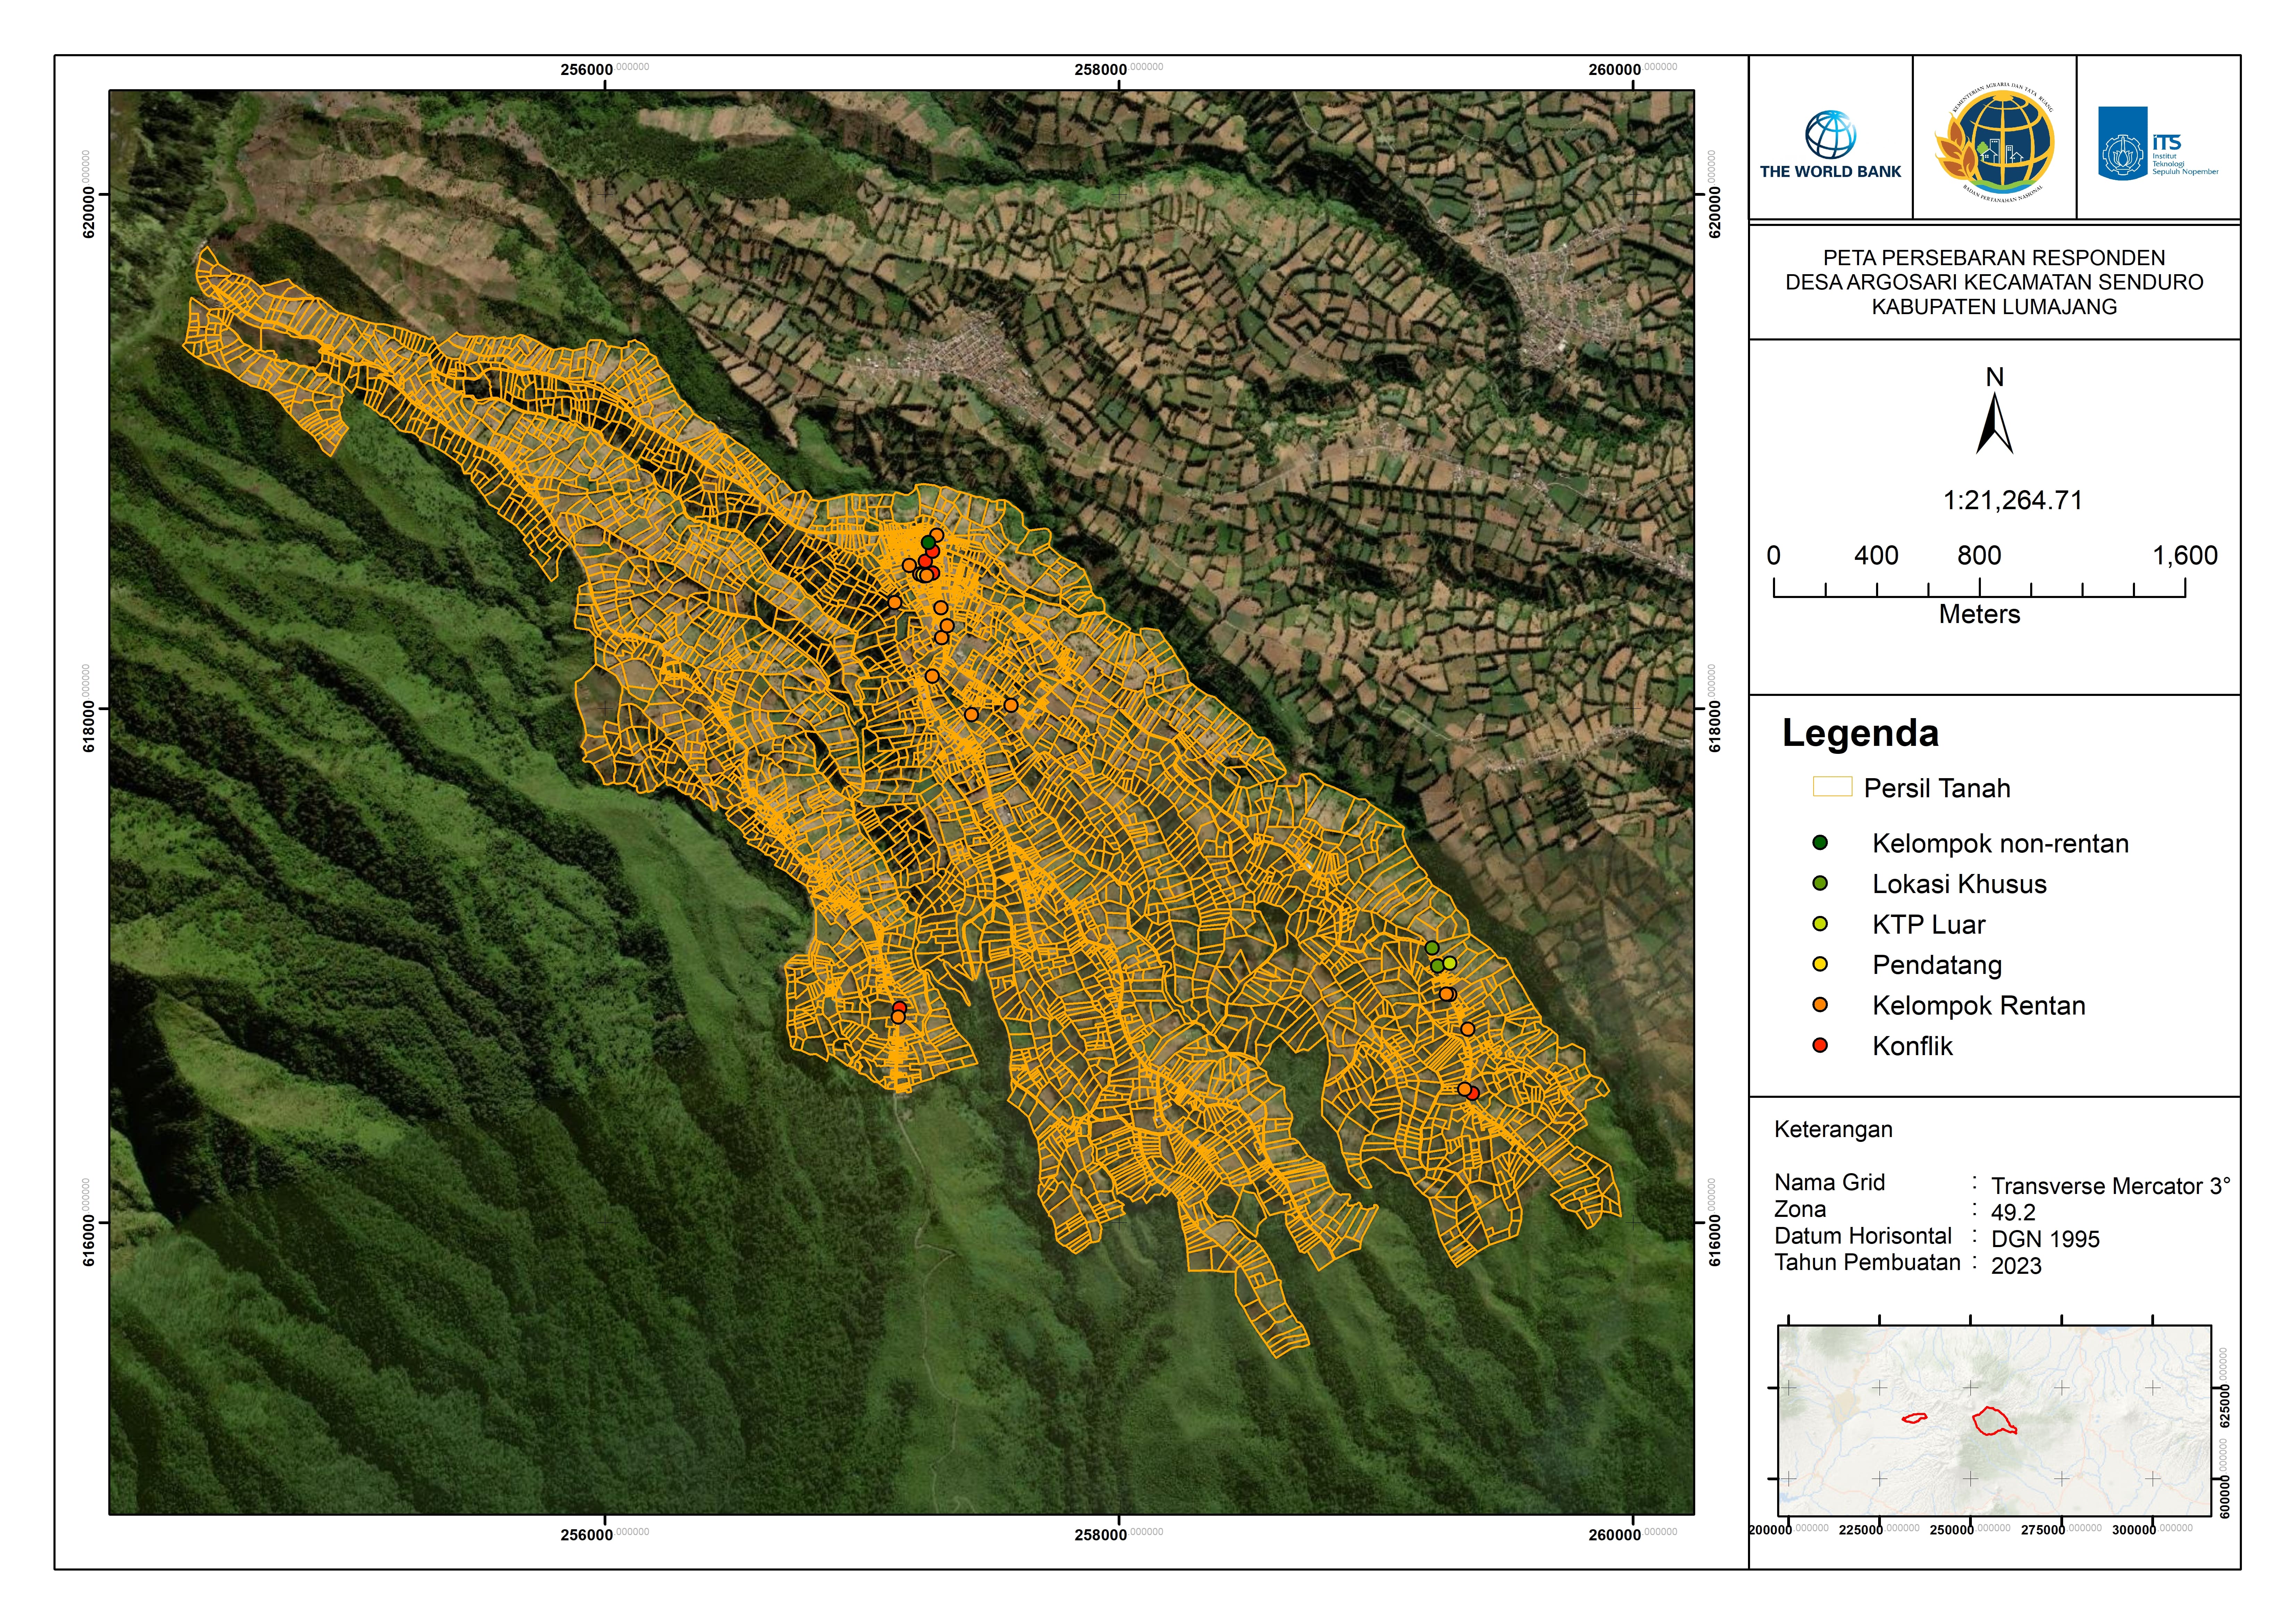 256000.000000
258000.000000
260000.000000
620000.000000
618000.000000
616000.000000
620000.000000
618000.000000
616000.000000
256000.000000
258000.000000
260000.000000
THE WORLD BANK
KEMENTERIAN AGRARIA DAN TATA RUANG
BADAN PERTANAHAN NASIONAL
iTS
Institut
Teknologi
Sepuluh Nopember
PETA PERSEBARAN RESPONDEN
DESA ARGOSARI KECAMATAN SENDURO
KABUPATEN LUMAJANG
N
1:21,264.71
0 400 800 1,600
Meters
Legenda
Persil Tanah
Kelompok non-rentan
Lokasi Khusus
KTP Luar
Pendatang
Kelompok Rentan
Konflik
Keterangan
Nama Grid : Transverse Mercator 3°
Zona : 49.2
Datum Horisontal : DGN 1995
Tahun Pembuatan : 2023
625000.000000
600000.000000
200000.000000 225000.000000 250000.000000 275000.000000 300000.000000